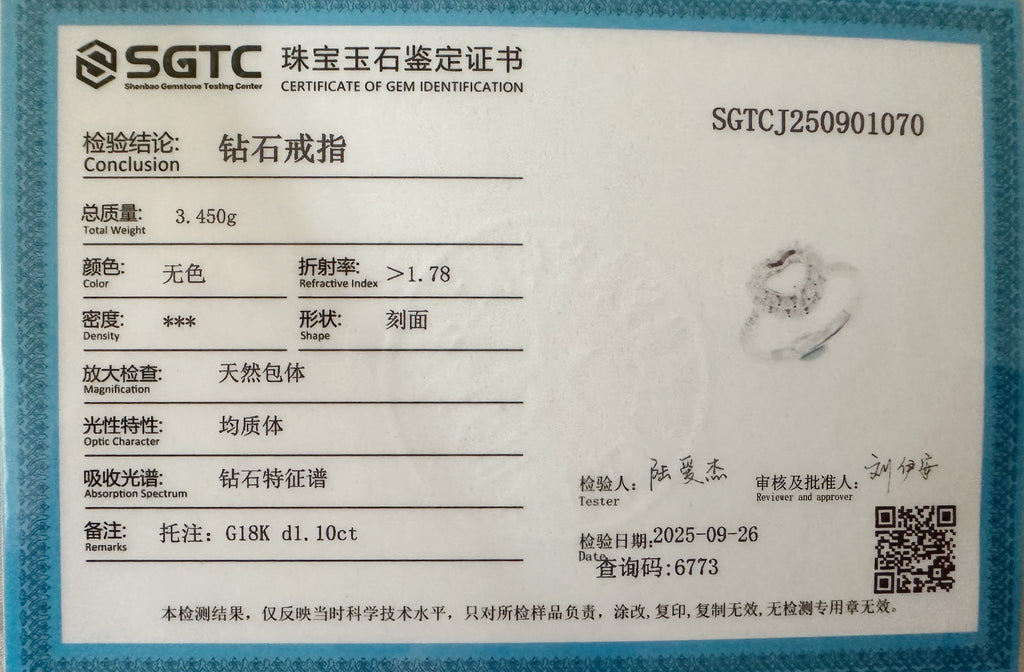 SGTC 珠宝玉石鉴定证书
Shenbao Gemstone Testing Center CERTIFICATE OF GEM IDENTIFICATION
SGTCJ250901070
检验结论: 钻石戒指
Conclusion
总质量: 3.450g
Total Weight
颜色: 无色 折射率: >1.78
Color Refractive Index
密度: *** 形状: 刻面
Density Shape
放大检查: 天然包体
Magnification
光性特性: 均质体
Optic Character
吸收光谱: 钻石特征谱
Absorption Spectrum
备注: 托注: G18K d1.10ct
Remarks
检验人: 陆爱杰 审核及批准人: 刘伊安
Tester Reviewer and approver
检验日期:2025-09-26
Date
查询码:6773
本检测结果，仅反映当时科学技术水平，只对所检样品负责，涂改,复印,复制无效,无检测专用章无效。